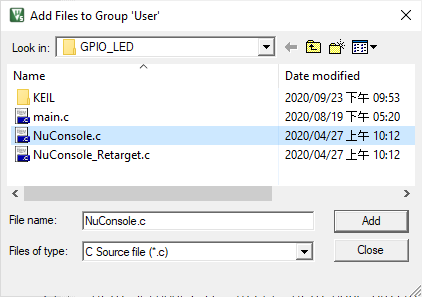 Add Files to Group 'User'
Look in: GPIO_LED
Name Date modified
KEIL 2020/09/23 下午 09:53
main.c 2020/08/19 下午 05:20
NuConsole.c 2020/04/27 上午 10:12
NuConsole_Retarget.c 2020/04/27 上午 10:12
File name: NuConsole.c Add
Files of type: C Source file (*.c) Close